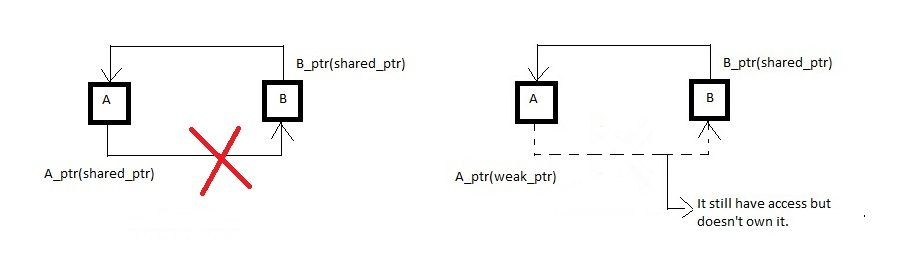 B_ptr(shared_ptr)
A
B
A_ptr(shared_ptr)
B_ptr(shared_ptr)
A
B
A_ptr(weak_ptr)
It still have access but
doesn't own it.
.